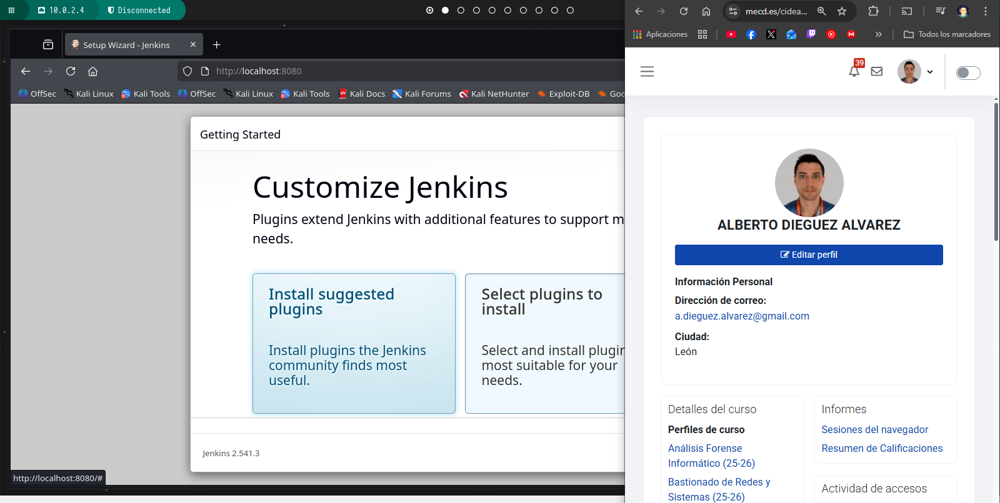 10.0.2.4
Disconnected
Setup Wizard - Jenkins
http://localhost:8080
OffSec
Kali Linux
Kali Tools
OffSec
Kali Linux
Kali Tools
Kali Docs
Kali Forums
Kali NetHunter
Exploit-DB
Goo
Getting Started
Customize Jenkins
Plugins extend Jenkins with additional features to support m
needs.
Install suggested
plugins
Install plugins the Jenkins
community finds most
useful.
Select plugins to
install
Select and install plugin
most suitable for your
needs.
Jenkins 2.541.3
http://localhost:8080/#
mecd.es/cidea...
Aplicaciones
Todos los marcadores
39
ALBERTO DIEGUEZ ALVAREZ
Editar perfil
Información Personal
Dirección de correo:
a.dieguez.alvarez@gmail.com
Ciudad:
León
Detalles del curso
Perfiles de curso
Análisis Forense
Informático (25-26)
Bastionado de Redes y
Sistemas (25-26)
Informes
Sesiones del navegador
Resumen de Calificaciones
Actividad de accesos